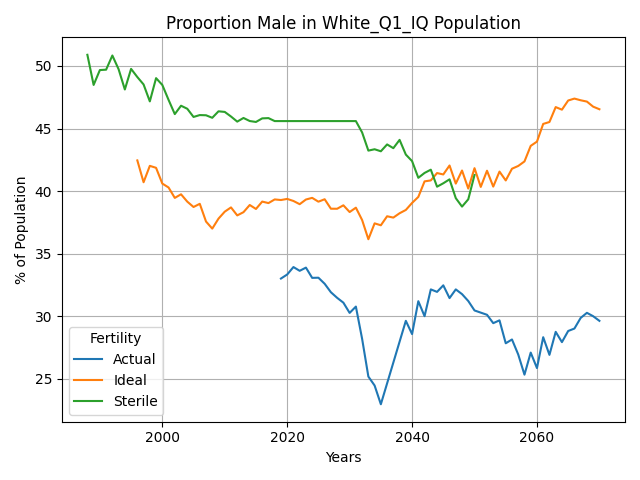 Proportion Male in White_Q1_IQ Population
% of Population
50
45
40
35
30
25
Fertility
Actual
Ideal
Sterile
2000
2020
2040
2060
Years